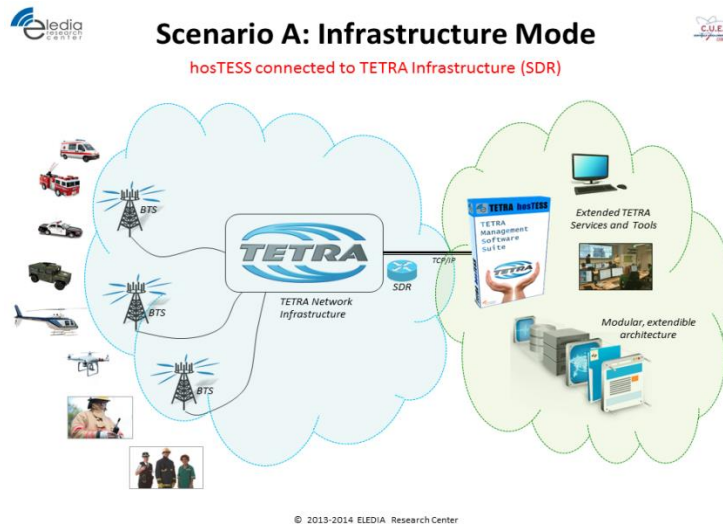 eledia
research
center
Scenario A: Infrastructure Mode
hosTESS connected to TETRA Infrastructure (SDR)
BTS
BTS
BTS
TETRA
TETRA Network
Infrastructure
TCP/IP
SDR
TETRA hosTESS
TETRA
Management
Software
Suite
TETRA
Extended TETRA
Services and Tools
Modular, extendible
architecture
© 2013-2014 ELEDIA Research Center